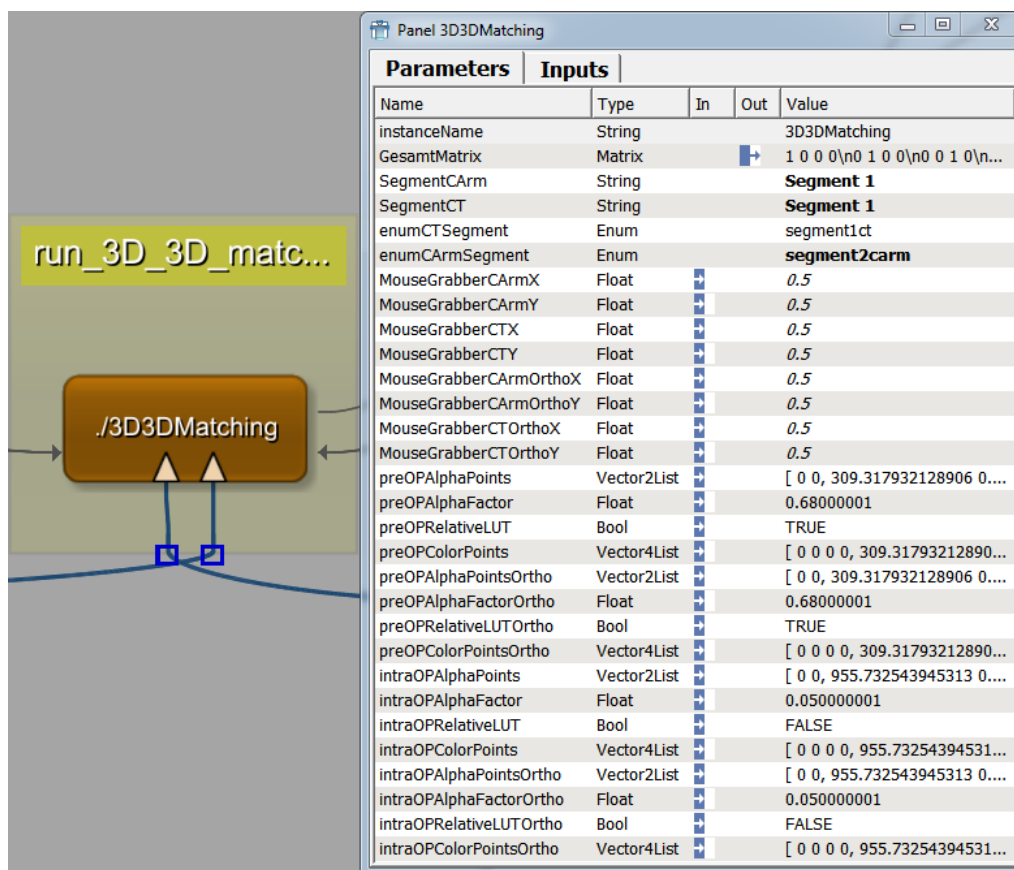 Panel 3D3DMatching
Parameters Inputs
Name Type In Out Value
instanceName String 3D3DMatching
GesamtMatrix Matrix 1 0 0 0\n0 1 0 0\n0 0 1 0\n...
SegmentCArm String Segment 1
SegmentCT String Segment 1
enumCTSegment Enum segment1ct
enumCArmSegment Enum segment2carm
MouseGrabberCArmX Float 0.5
MouseGrabberCArmY Float 0.5
MouseGrabberCTX Float 0.5
MouseGrabberCTY Float 0.5
MouseGrabberCArmOrthoX Float 0.5
MouseGrabberCArmOrthoY Float 0.5
MouseGrabberCTOrthoX Float 0.5
MouseGrabberCTOrthoY Float 0.5
preOPAlphaPoints Vector2List [ 0 0, 309.317932128906 0....
preOPAlphaFactor Float 0.68000001
preOPRelativeLUT Bool TRUE
preOPColorPoints Vector4List [ 0 0 0 0, 309.31793212890...
preOPAlphaPointsOrtho Vector2List [ 0 0, 309.317932128906 0....
preOPAlphaFactorOrtho Float 0.68000001
preOPRelativeLUTOrtho Bool TRUE
preOPColorPointsOrtho Vector4List [ 0 0 0 0, 309.31793212890...
intraOPAlphaPoints Vector2List [ 0 0, 955.732543945313 0....
intraOPAlphaFactor Float 0.050000001
intraOPRelativeLUT Bool FALSE
intraOPColorPoints Vector4List [ 0 0 0 0, 955.73254394531...
intraOPAlphaPointsOrtho Vector2List [ 0 0, 955.732543945313 0....
intraOPAlphaFactorOrtho Float 0.050000001
intraOPRelativeLUTOrtho Bool FALSE
intraOPColorPointsOrtho Vector4List [ 0 0 0 0, 955.73254394531...
run_3D_3D_matc...
./3D3DMatching